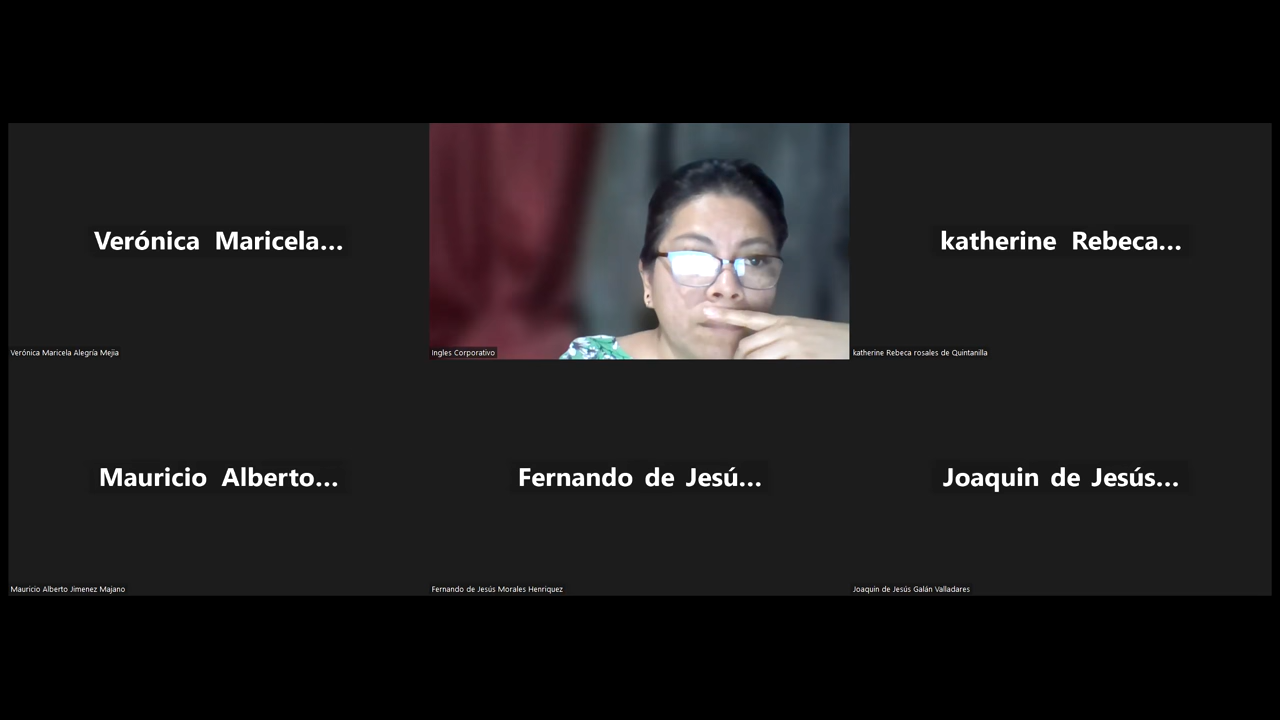 Verónica Maricela...
katherine Rebeca...
Verónica Maricela Alegría Mejia
Ingles Corporativo
katherine Rebeca rosales de Quintanilla
Mauricio Alberto...
Fernando de Jesú...
Joaquin de Jesús...
Mauricio Alberto Jimenez Majano
Fernando de Jesús Morales Henriquez
Joaquin de Jesús Galán Valladares